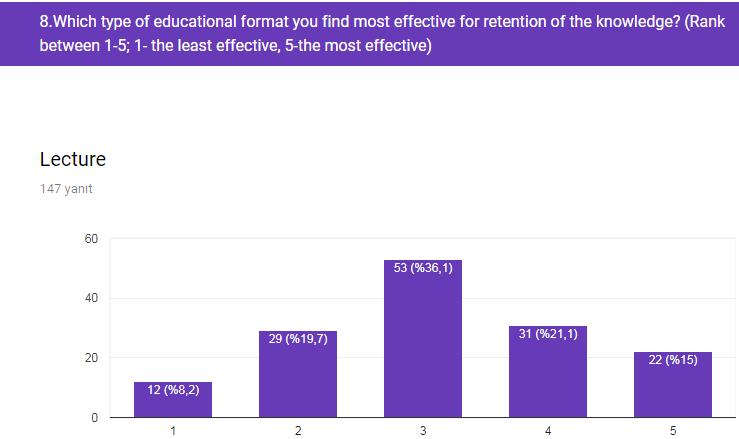 8.Which type of educational format you find most effective for retention of the knowledge? (Rank
between 1-5; 1- the least effective, 5-the most effective)
Lecture
147 yanıt
60
40
20
0
12 (%8,2)
29 (%19,7)
53 (%36,1)
31 (%21,1)
22 (%15)
1 2 3 4 5